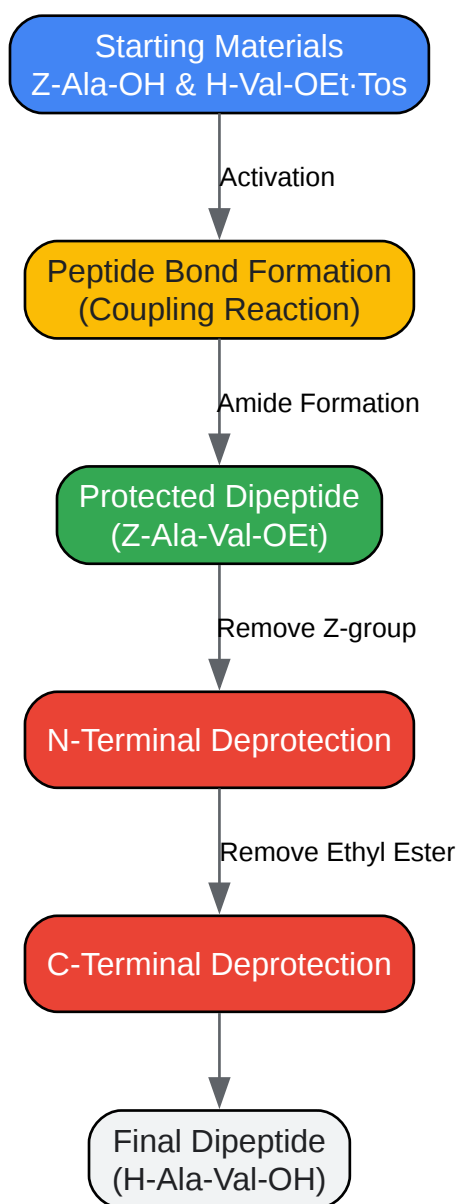 Starting Materials
Z-Ala-OH & H-Val-OEt·Tos
Activation
Peptide Bond Formation
(Coupling Reaction)
Amide Formation
Protected Dipeptide
(Z-Ala-Val-OEt)
Remove Z-group
N-Terminal Deprotection
Remove Ethyl Ester
C-Terminal Deprotection
Final Dipeptide
(H-Ala-Val-OH)